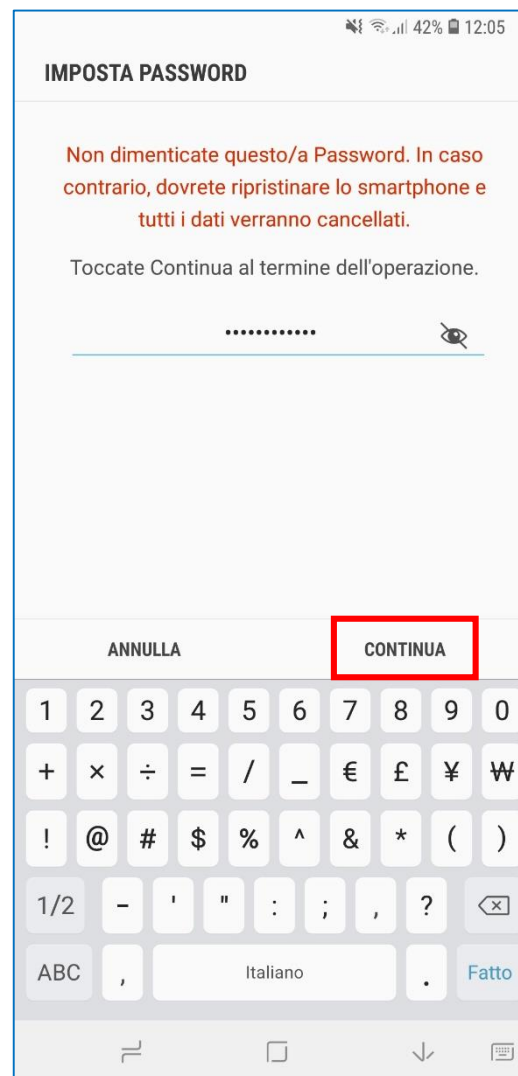 42% 12:05
IMPOSTA PASSWORD
Non dimenticate questo/a Password. In caso
contrario, dovrete ripristinare lo smartphone e
tutti i dati verranno cancellati.
Toccate Continua al termine dell'operazione.
••••••••••••
ANNULLA CONTINUA
1 2 3 4 5 6 7 8 9 0
+ × ÷ = / _ € £ ¥ ₩
! @ # $ % ^ & * ( )
1/2 - ' " : ; , ?
ABC , Italiano . Fatto